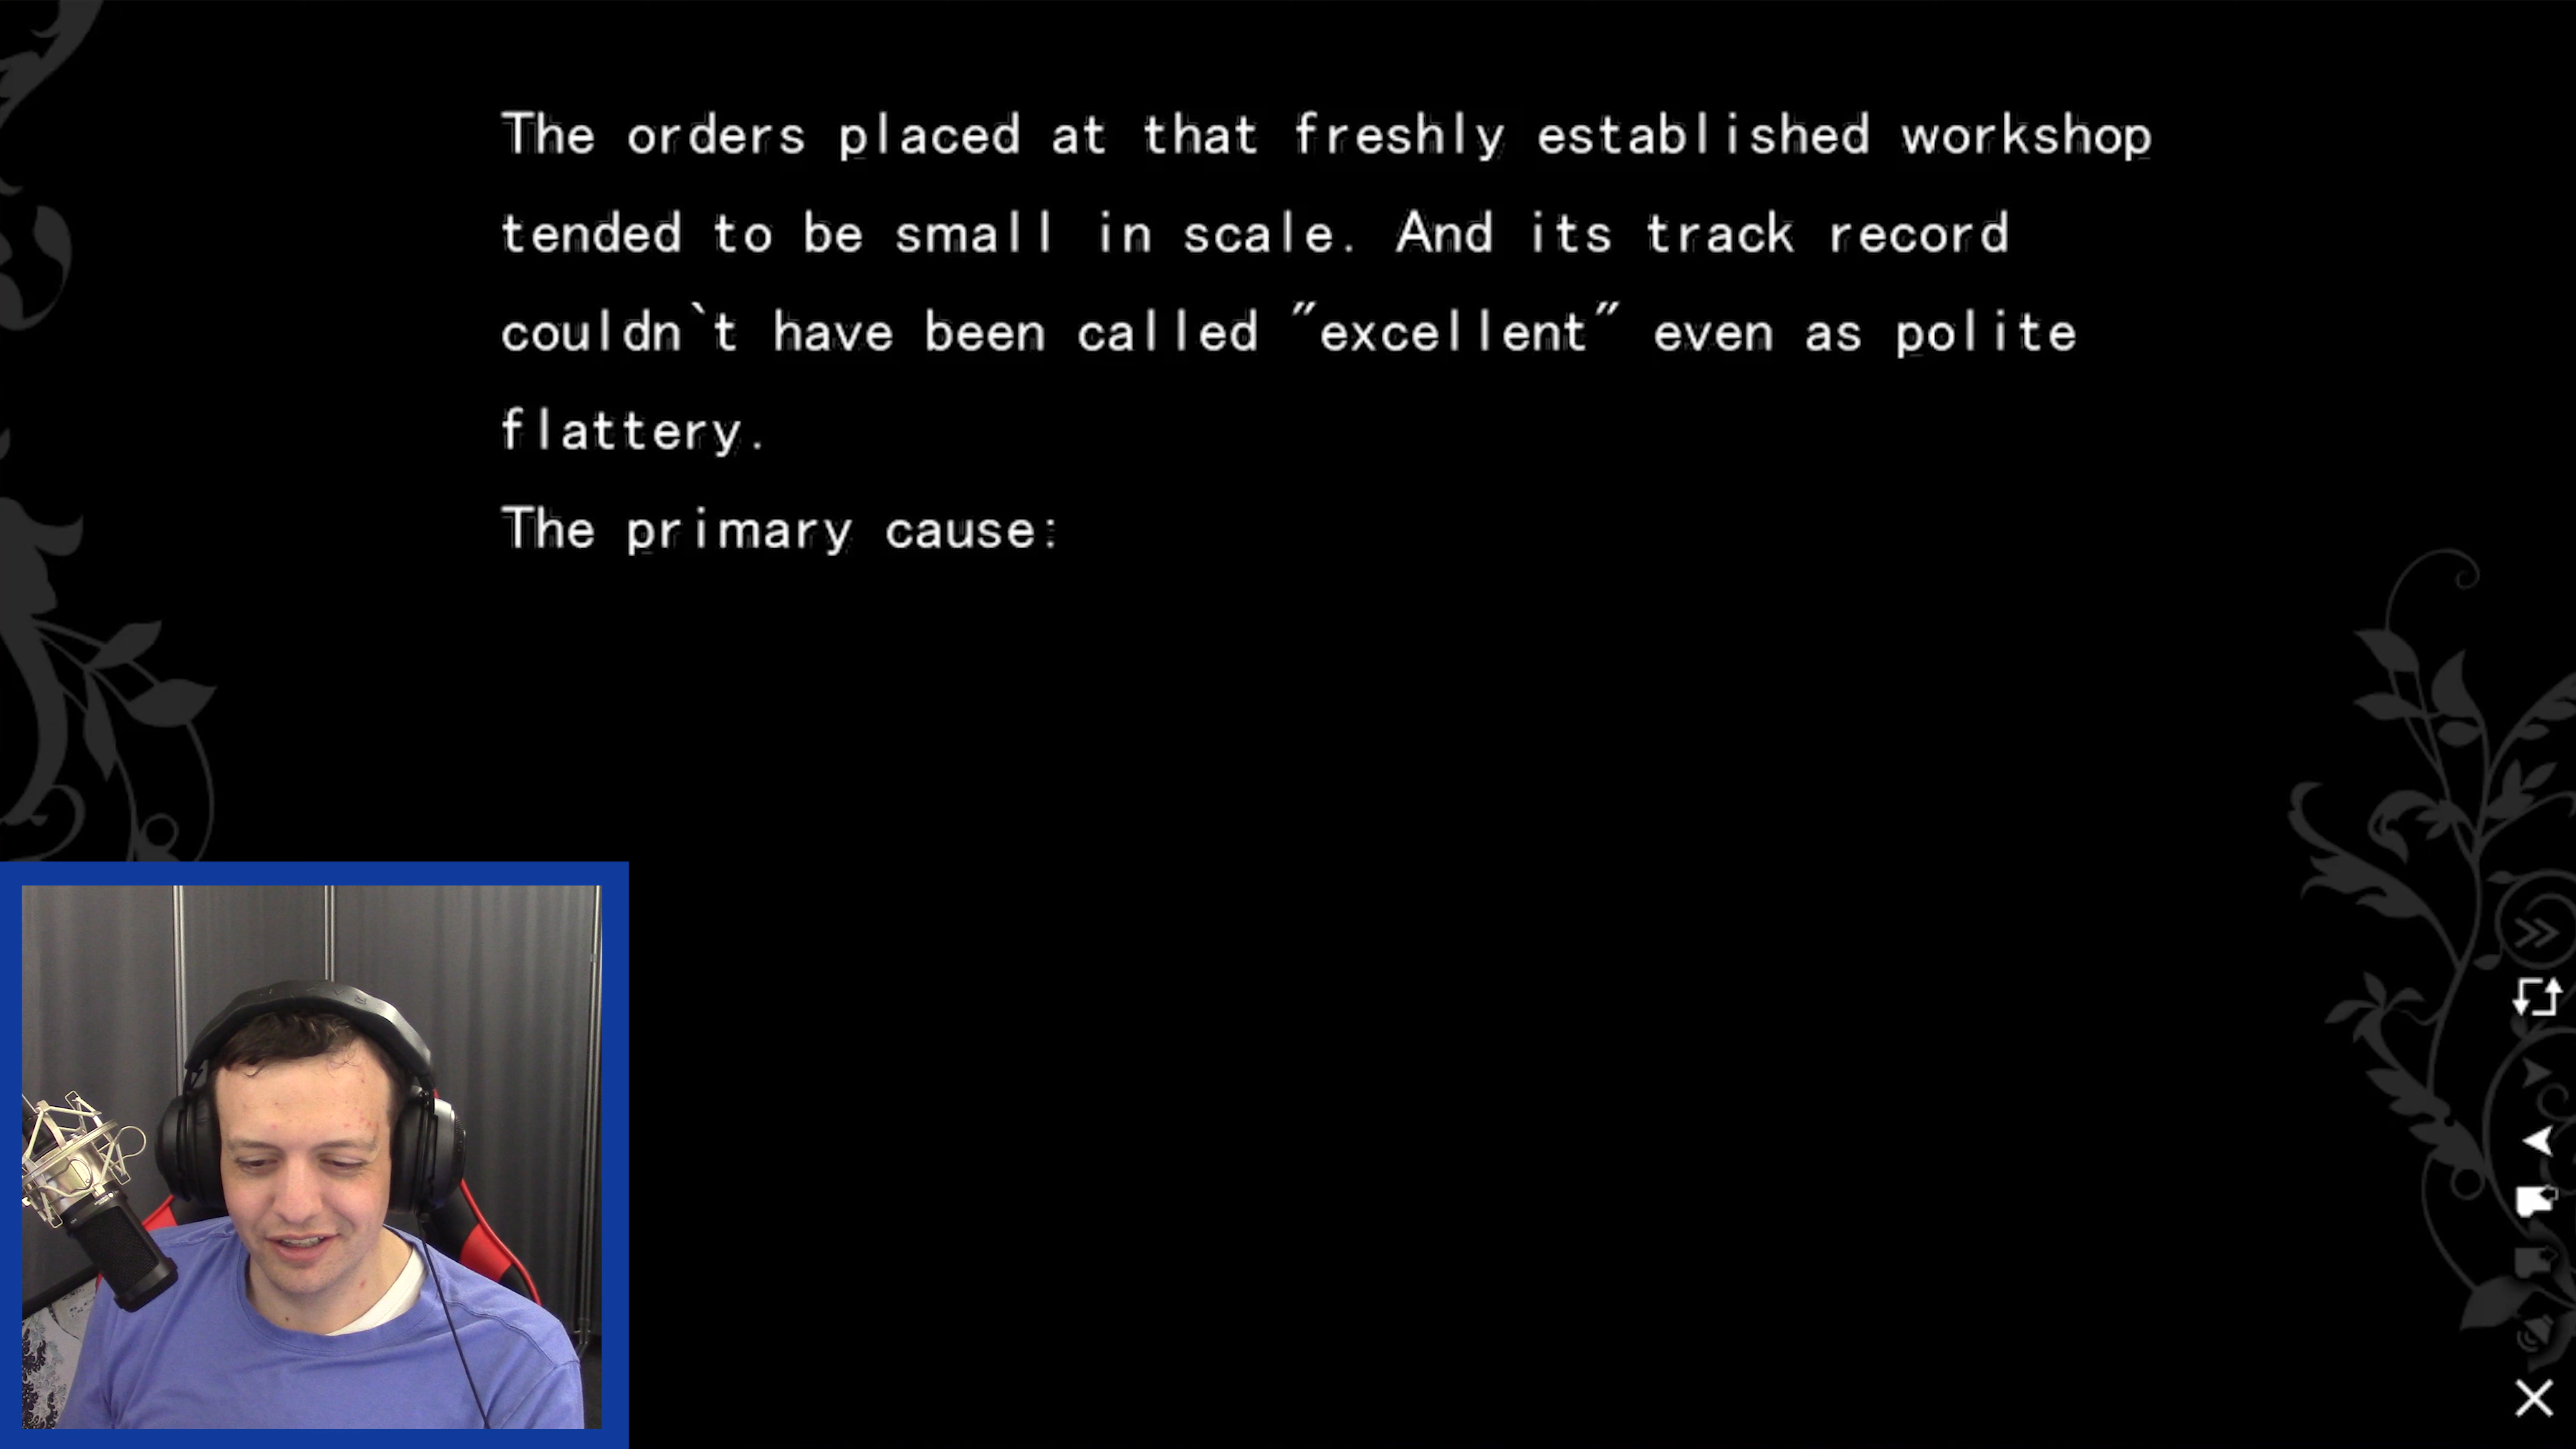 The orders placed at that freshly established workshop
tended to be small in scale. And its track record
couldn`t have been called "excellent" even as polite
flattery.
The primary cause: